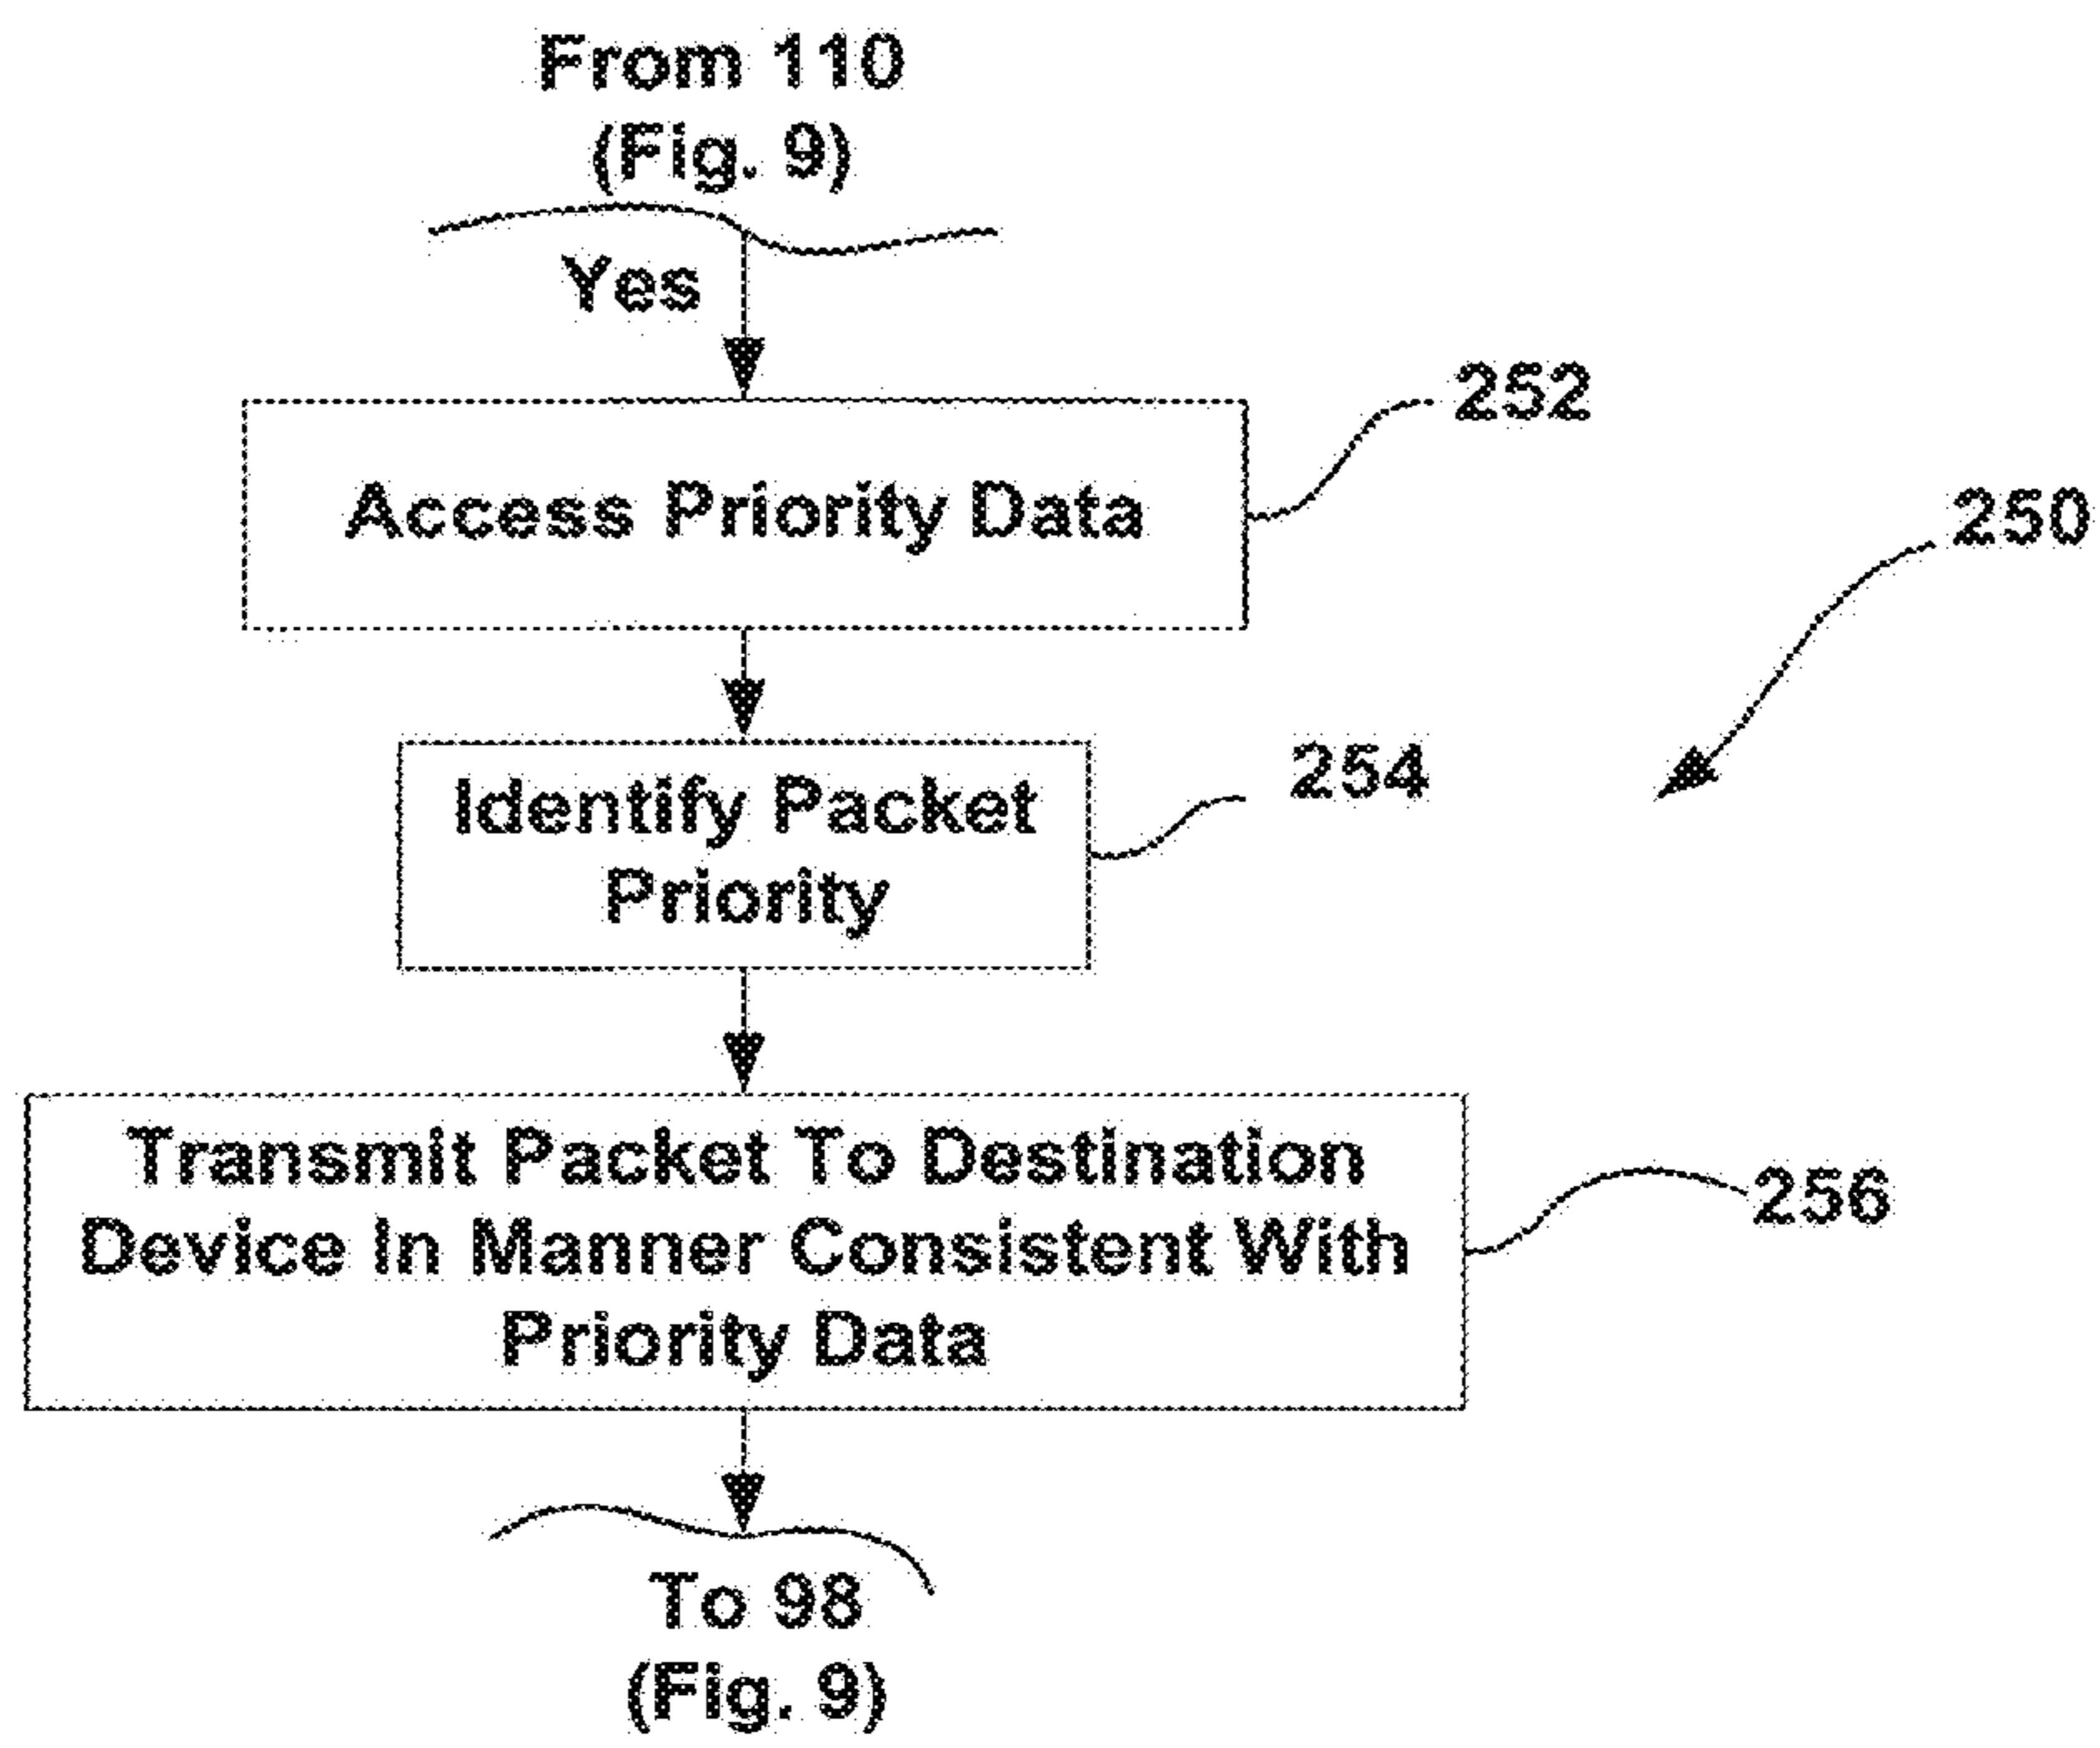 From 110
(Fig. 9)
Yes
252
Access Priority Data
250
254
Identify Packet
Priority
Transmit Packet To Destination
256
Device In Manner Consistent With
Priority Data
To 98
(Fig. 9)